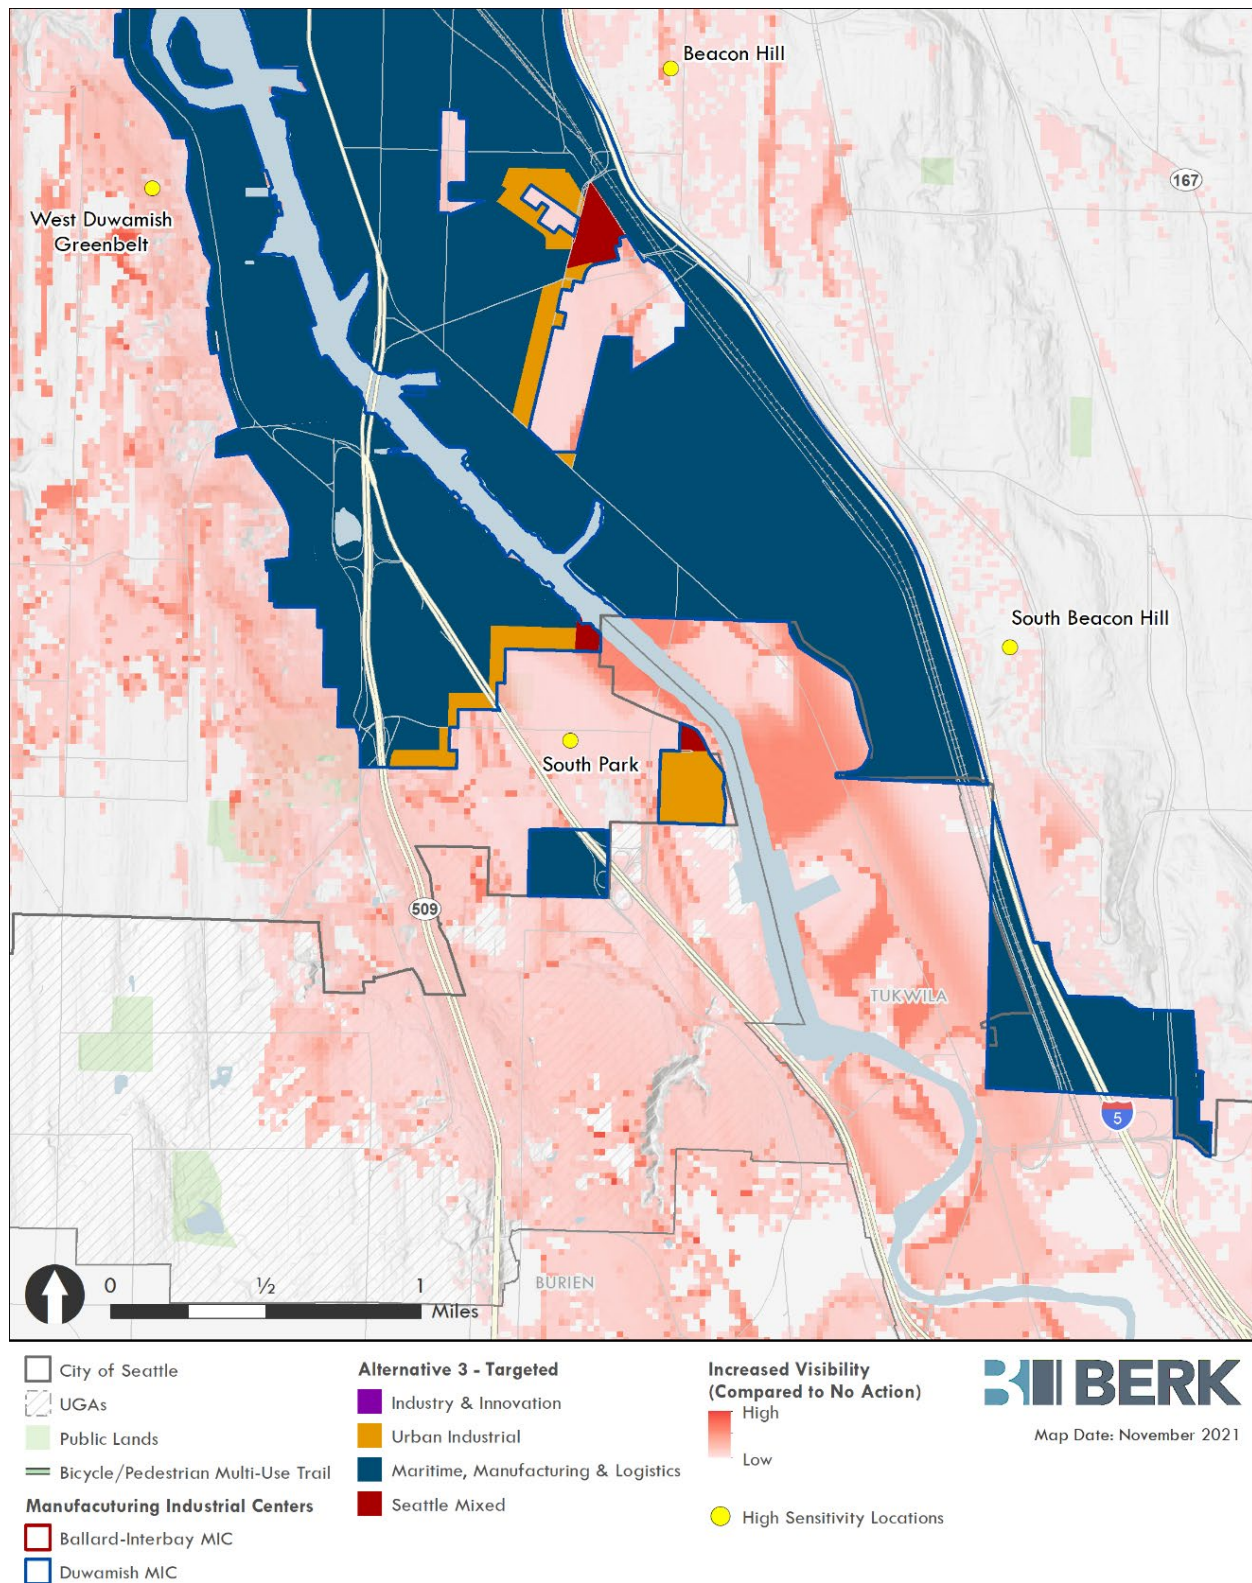 Beacon Hill
167
West Duwamish
Greenbelt
South Beacon Hill
South Park
509
TUKWILA
5
BURIEN
0 ½ 1
Miles
City of Seattle
UGAs
Public Lands
Bicycle/Pedestrian Multi-Use Trail
Manufacuturing Industrial Centers
Ballard-Interbay MIC
Duwamish MIC
Alternative 3 - Targeted
Industry & Innovation
Urban Industrial
Maritime, Manufacturing & Logistics
Seattle Mixed
Increased Visibility
(Compared to No Action)
High
Low
High Sensitivity Locations
BERK
Map Date: November 2021